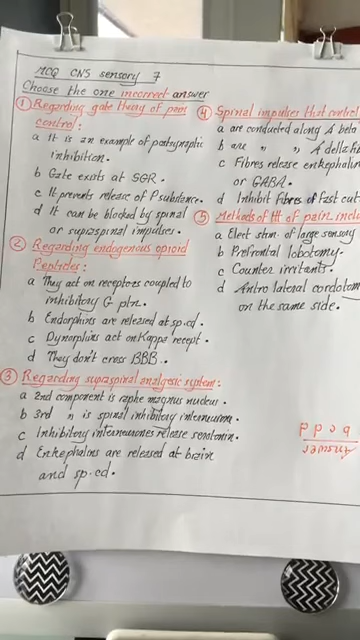 MCQ CNS sensory 7
Choose the one incorrect answer
① Regarding gate theory of pain
control:
a It is an example of postsynaptic
inhibition.
b Gate exists at SGR.
c It prevents release of P substance.
d It can be blocked by spinal
or supraspinal impulses.
② Regarding endogenous opioid
Peptides:
a They act on receptors coupled to
inhibitory G ptn.
b Endorphins are released at sp.cd.
c Dynorphins act on Kappa recept.
d They don't cross BBB.
③ Regarding supraspinal analgesic system:
a 2nd component is raphe magnus nucleus.
b 3rd " is spinal inhibitory interneurone.
c Inhibitory interneurones release serotonin.
d Enkephalins are released at brain
and sp.cd.
④ Spinal impulses that control
a are conducted along A beta
b are " " A delta fib
c Fibres release enkephalin
or GABA.
d Inhibit fibres of fast cut
⑤ Methods of ttt of pain inclu
a Elect stm. of large sensory
b Prefrontal lobotomy.
c Counter irritants.
d Antro lateral cordotom
on the same side.
Answer
b c d d